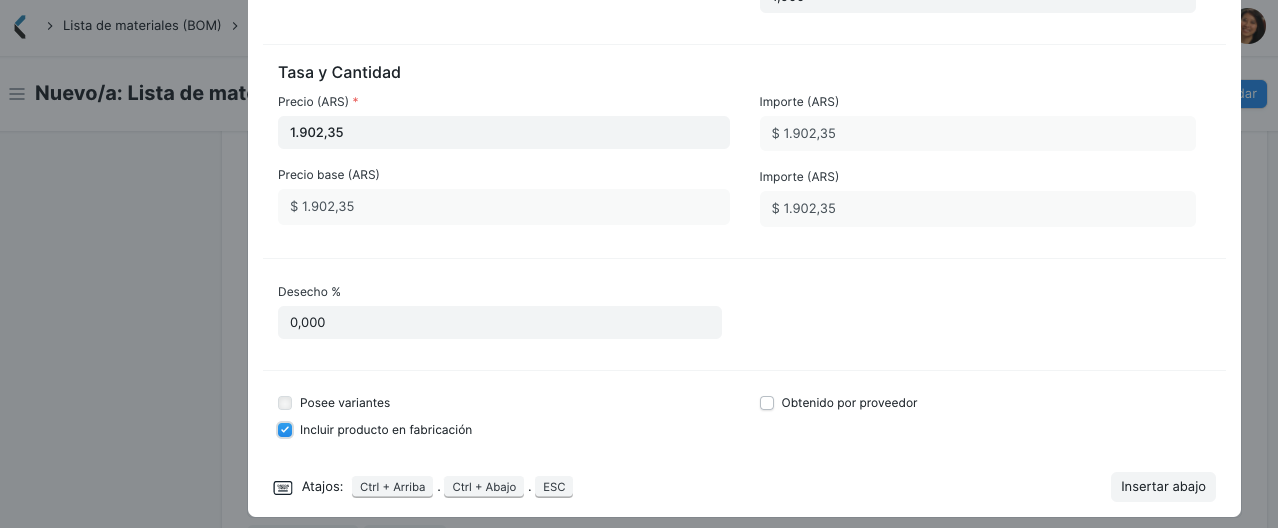 Lista de materiales (BOM)
Nuevo/a: Lista de mat
dar
Tasa y Cantidad
Precio (ARS) *
1.902,35
Importe (ARS)
$ 1.902,35
Precio base (ARS)
$ 1.902,35
Importe (ARS)
$ 1.902,35
Desecho %
0,000
Posee variantes
Obtenido por proveedor
Incluir producto en fabricación
Atajos: Ctrl + Arriba . Ctrl + Abajo . ESC
Insertar abajo